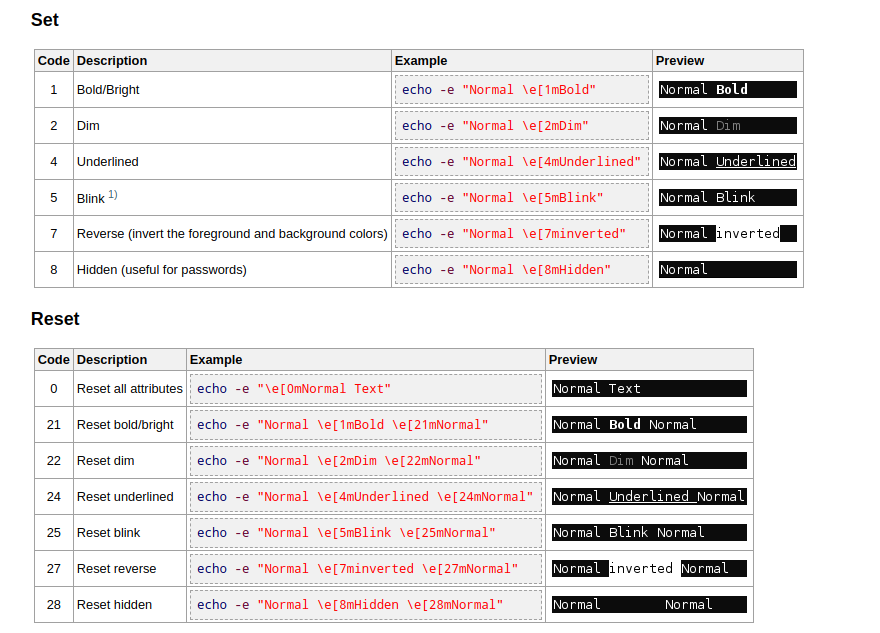 Set
Code Description Example Preview
1 Bold/Bright echo -e "Normal \e[1mBold" Normal Bold
2 Dim echo -e "Normal \e[2mDim" Normal Dim
4 Underlined echo -e "Normal \e[4mUnderlined" Normal Underlined
5 Blink 1) echo -e "Normal \e[5mBlink" Normal Blink
7 Reverse (invert the foreground and background colors) echo -e "Normal \e[7minverted" Normal inverted
8 Hidden (useful for passwords) echo -e "Normal \e[8mHidden" Normal
Reset
Code Description Example Preview
0 Reset all attributes echo -e "\e[0mNormal Text" Normal Text
21 Reset bold/bright echo -e "Normal \e[1mBold \e[21mNormal" Normal Bold Normal
22 Reset dim echo -e "Normal \e[2mDim \e[22mNormal" Normal Dim Normal
24 Reset underlined echo -e "Normal \e[4mUnderlined \e[24mNormal" Normal Underlined Normal
25 Reset blink echo -e "Normal \e[5mBlink \e[25mNormal" Normal Blink Normal
27 Reset reverse echo -e "Normal \e[7minverted \e[27mNormal" Normal inverted Normal
28 Reset hidden echo -e "Normal \e[8mHidden \e[28mNormal" Normal Normal